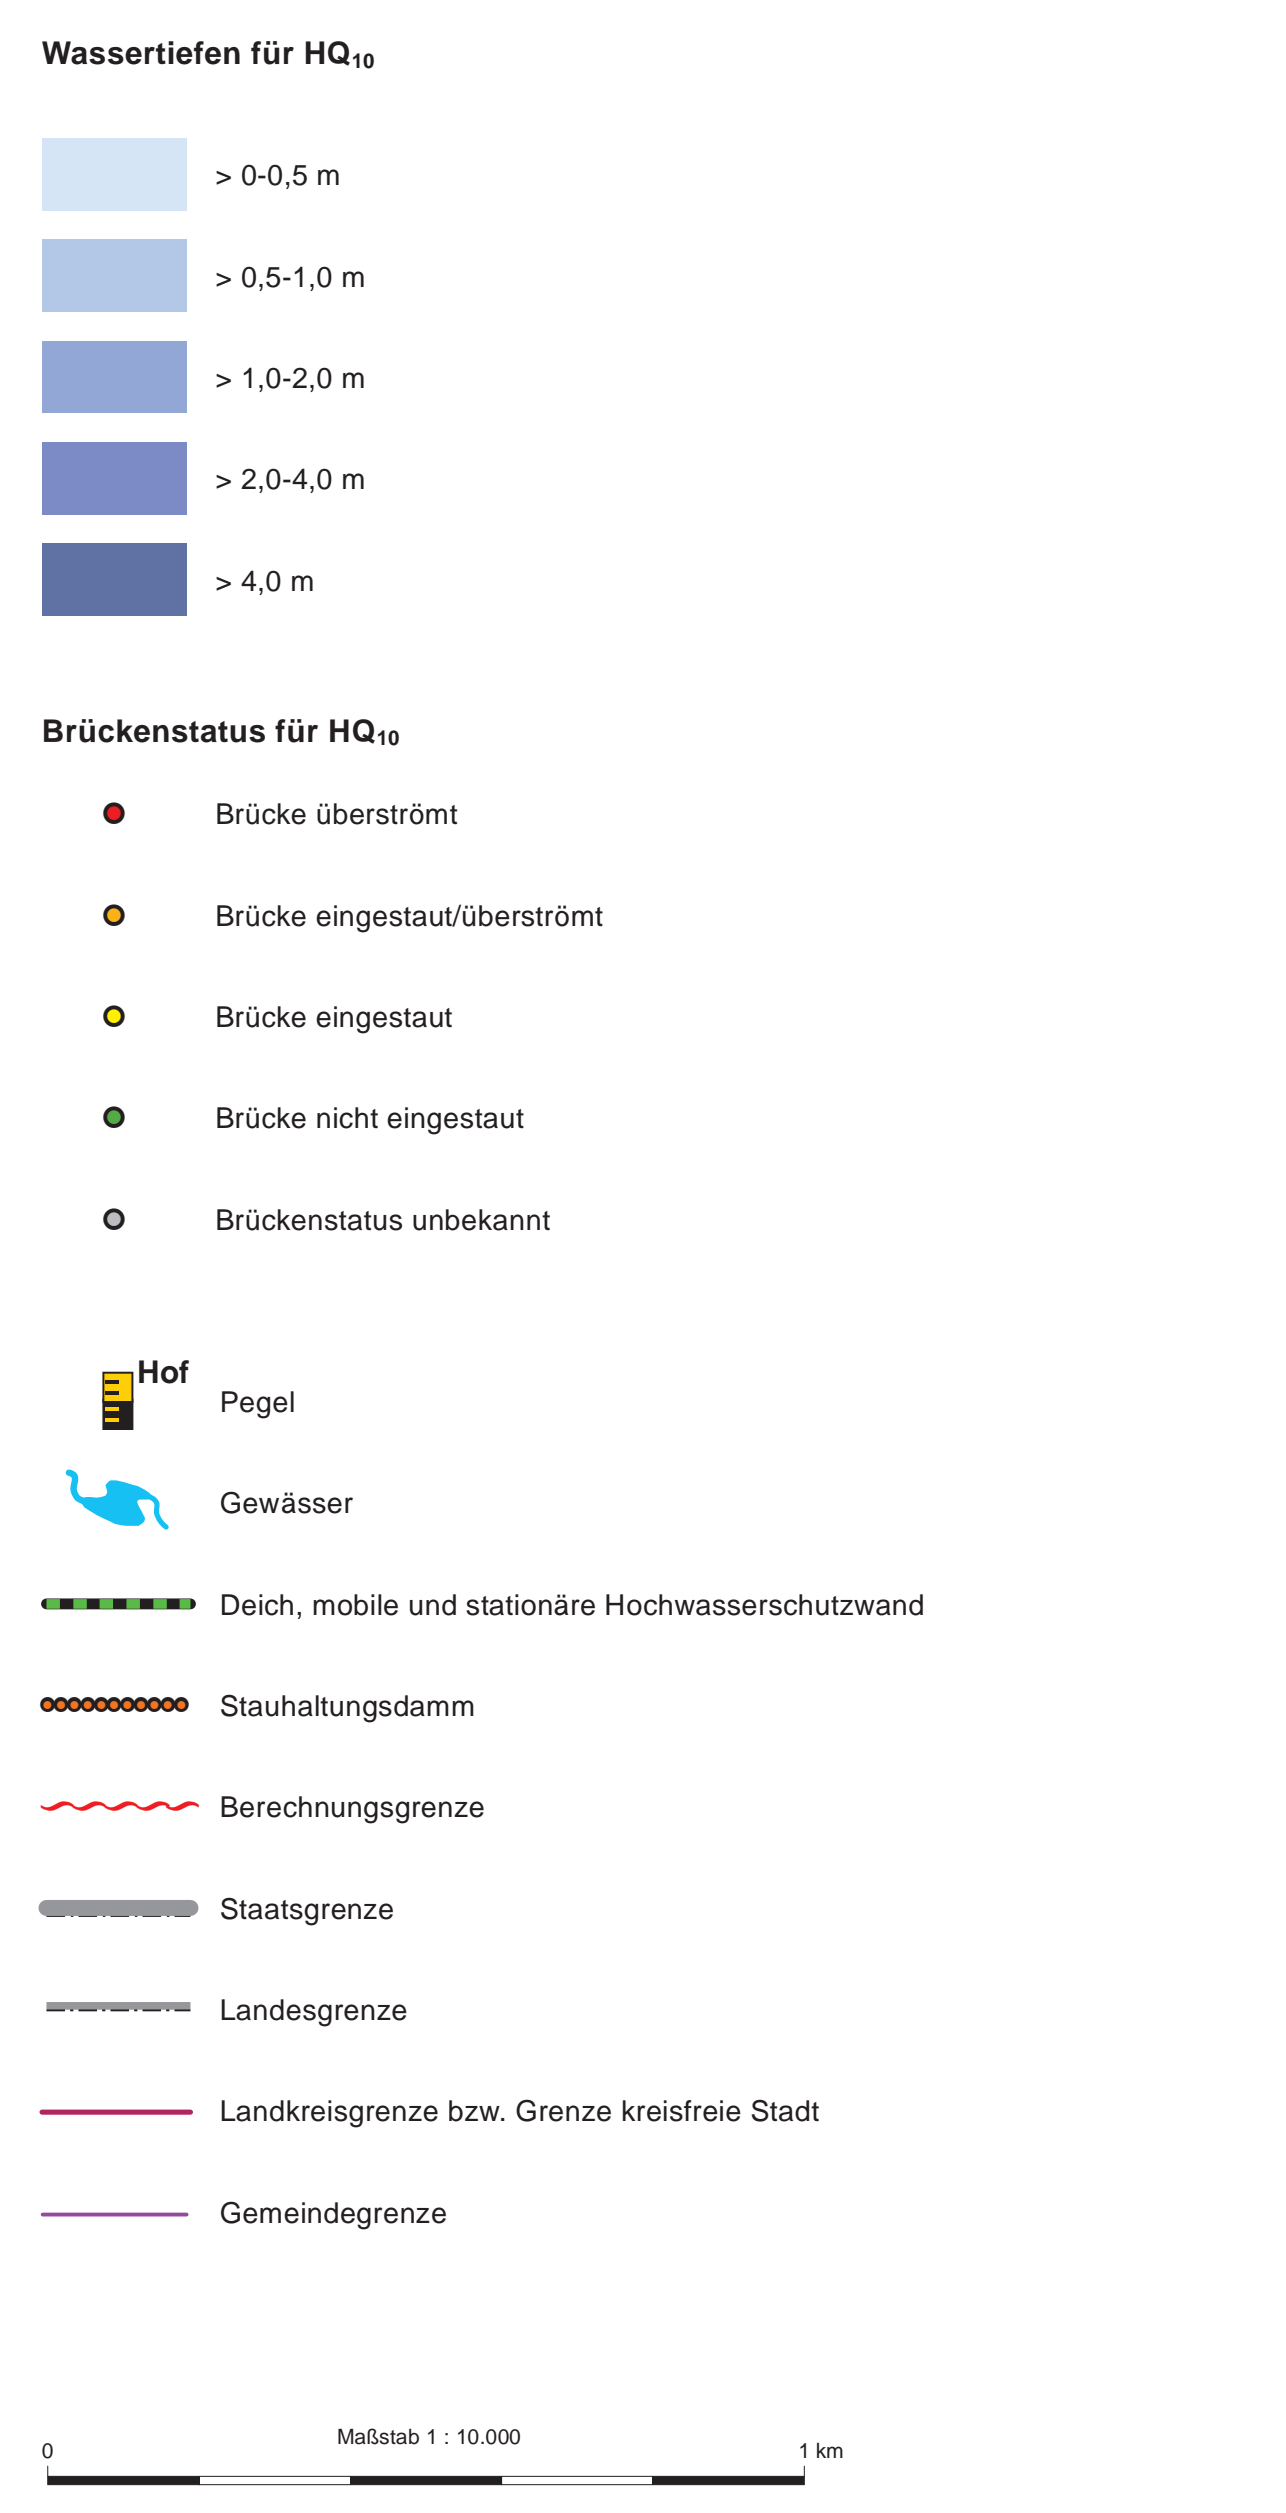 Wassertiefen für HQ10
> 0-0,5 m
> 0,5-1,0 m
> 1,0-2,0 m
> 2,0-4,0 m
> 4,0 m
Brückenstatus für HQ10
Brücke überströmt
Brücke eingestaut/überströmt
Brücke eingestaut
Brücke nicht eingestaut
Brückenstatus unbekannt
Hof
Pegel
Gewässer
Deich, mobile und stationäre Hochwasserschutzwand
Stauhaltungsdamm
Berechnungsgrenze
Staatsgrenze
Landesgrenze
Landkreisgrenze bzw. Grenze kreisfreie Stadt
Gemeindegrenze
Maßstab 1 : 10.000
0 1 km